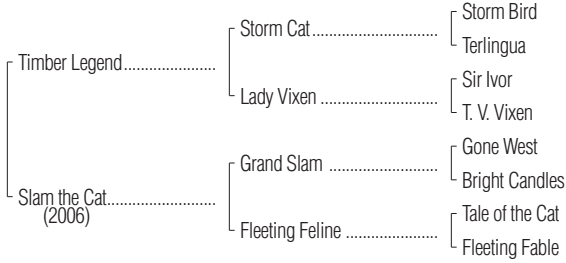 Storm Bird
Storm Cat
Terlingua
Timber Legend
Sir Ivor
Lady Vixen
T. V. Vixen
Gone West
Grand Slam
Bright Candles
Slam the Cat
(2006)
Tale of the Cat
Fleeting Feline
Fleeting Fable